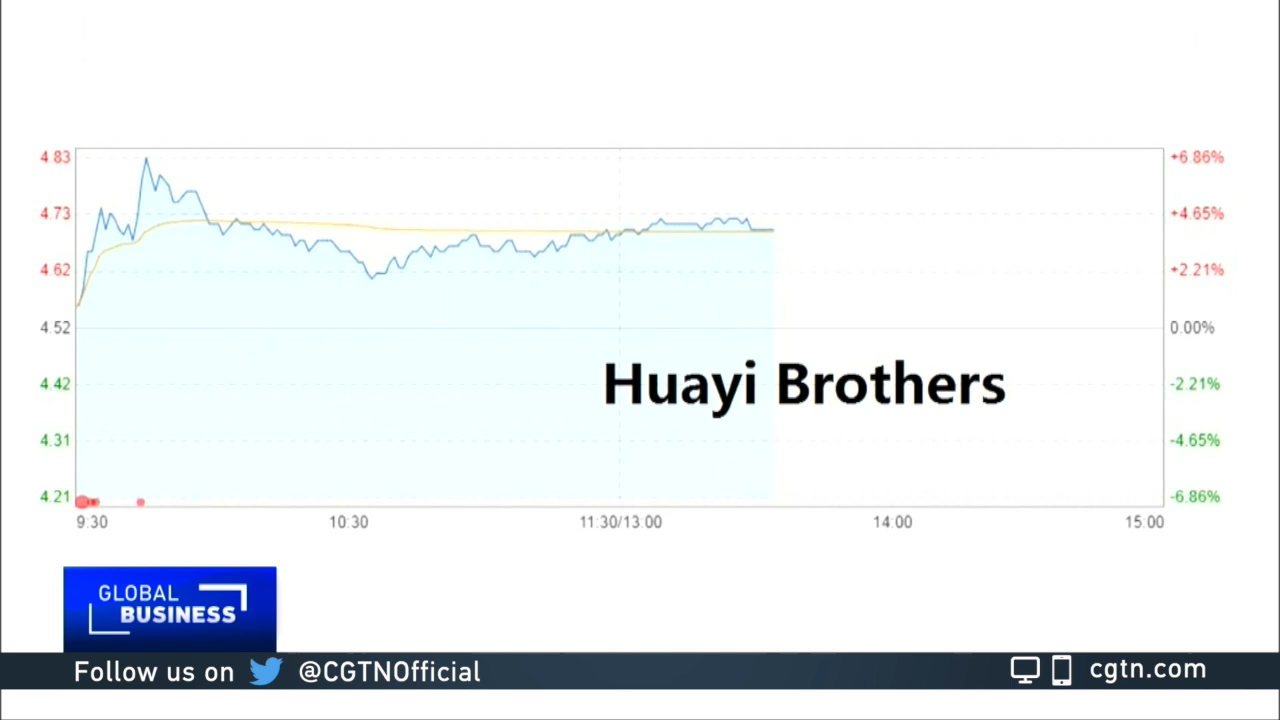 4.83 +6.86%
4.73 +4.65%
4.62 +2.21%
4.52 0.00%
4.42 -2.21%
4.31 -4.65%
4.21 -6.86%
Huayi Brothers
9:30 10:30 11:30/13:00 14:00 15:00
GLOBAL
BUSINESS
Follow us on @CGTNOfficial cgtn.com